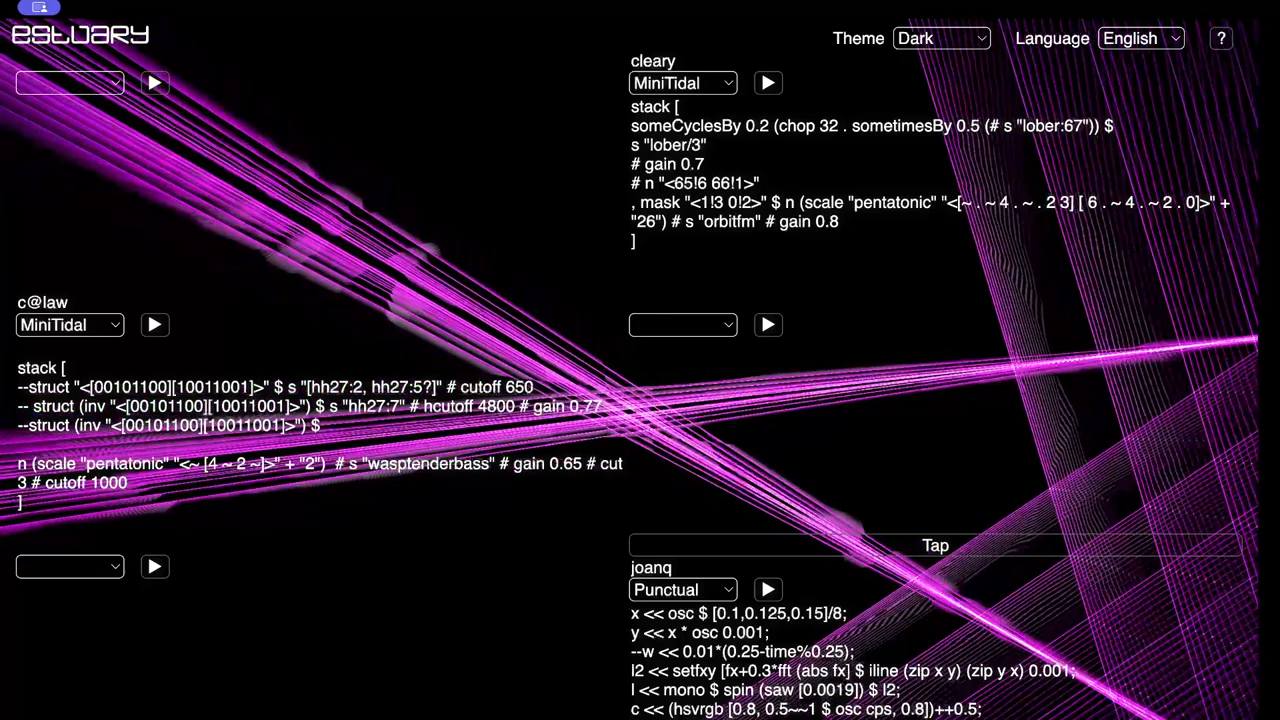 estuary
Theme Dark Language English ?
cleary
MiniTidal
stack [
someCyclesBy 0.2 (chop 32 . sometimesBy 0.5 (# s "lober:67")) $
s "lober/3"
# gain 0.7
# n "<65!6 66!1>"
, mask "<1!3 0!2>" $ n (scale "pentatonic" "<[~ . ~ 4 . ~ . 2 3] [ 6 . ~ 4 . ~ 2 . 0]>" +
"26") # s "orbitfm" # gain 0.8
]
c@law
MiniTidal
stack [
--struct "<[00101100][10011001]>" $ s "[hh27:2, hh27:5?]" # cutoff 650
-- struct (inv "<[00101100][10011001]>") $ s "hh27:7" # hcutoff 4800 # gain 0.77
--struct (inv "<[00101100][10011001]>") $
n (scale "pentatonic" "<~ [4 ~ 2 ~]>" + "2") # s "wasptenderbass" # gain 0.65 # cut
3 # cutoff 1000
]
Tap
joanq
Punctual
x << osc $ [0.1,0.125,0.15]/8;
y << x * osc 0.001;
--w << 0.01*(0.25-time%0.25);
l2 << setfxy [fx+0.3*fft (abs fx] $ iline (zip x y) (zip y x) 0.001;
l << mono $ spin (saw [0.0019]) $ l2;
c << (hsvrgb [0.8, 0.5~~1 $ osc cps, 0.8])++0.5;